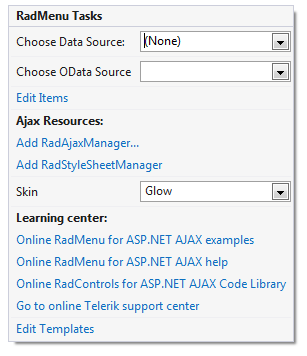 RadMenu Tasks
Choose Data Source: (None)
Choose OData Source
Edit Items
Ajax Resources:
Add RadAjaxManager...
Add RadStyleSheetManager
Skin Glow
Learning center:
Online RadMenu for ASP.NET AJAX examples
Online RadMenu for ASP.NET AJAX help
Online RadControls for ASP.NET AJAX Code Library
Go to online Telerik support center
Edit Templates